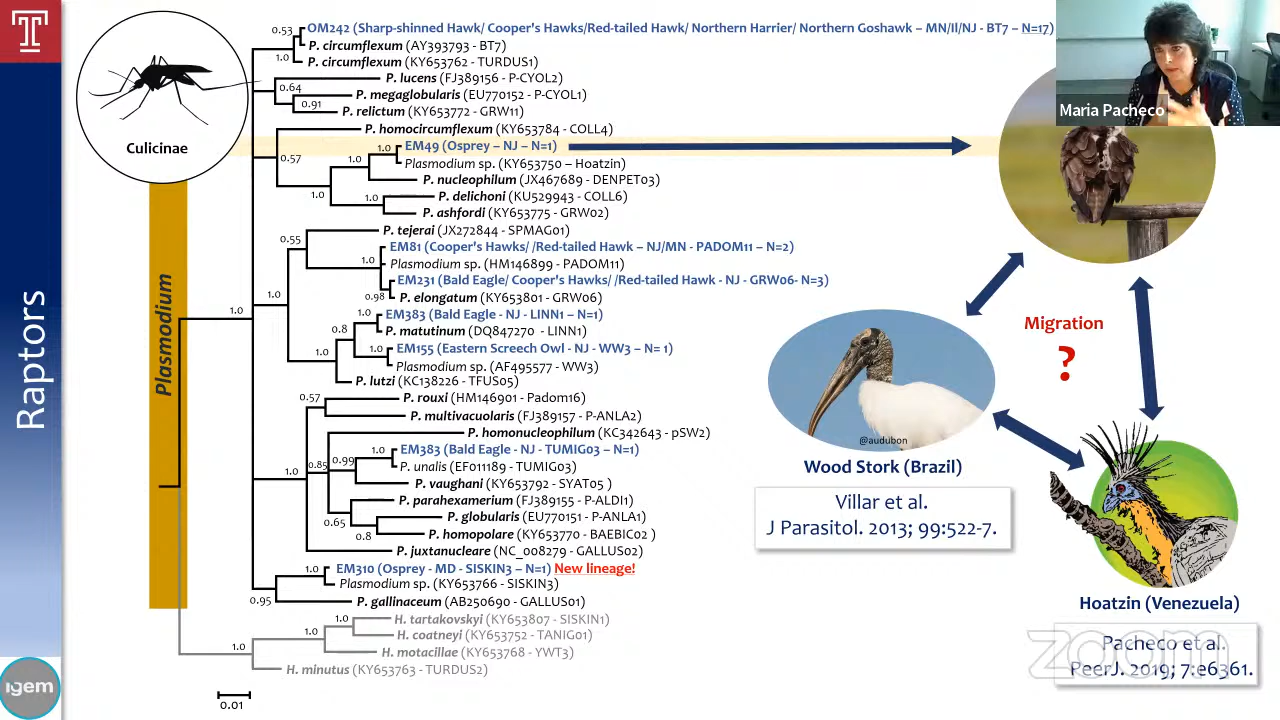 Raptors
igem
Culicinae
Plasmodium
0.53
OM242 (Sharp-shinned Hawk/ Cooper's Hawks/Red-tailed Hawk/ Northern Harrier/ Northern Goshawk – MN/Il/NJ - BT7 – N=17)
P. circumflexum (AY393793 - BT7)
1.0
P. circumflexum (KY653762 - TURDUS1)
P. lucens (FJ389156 - P-CYOL2)
0.64
P. megaglobularis (EU770152 – P-CYOL1)
0.91
P. relictum (KY653772 – GRW11)
P. homocircumflexum (KY653784 - COLL4)
1.0
EM49 (Osprey – NJ – N=1)
0.57
1.0
Plasmodium sp. (KY653750 – Hoatzin)
P. nucleophilum (JX467689 - DENPET03)
1.0
1.0
P. delichoni (KU529943 - COLL6)
P. ashfordi (KY653775 - GRW02)
P. tejerai (JX272844 - SPMAG01)
0.55
EM81 (Cooper's Hawks/ /Red-tailed Hawk – NJ/MN - PADOM11 – N=2)
1.0
Plasmodium sp. (HM146899 – PADOM11)
EM231 (Bald Eagle/ Cooper's Hawks/ /Red-tailed Hawk - NJ - GRW06- N=3)
1.0
0.98
P. elongatum (KY653801 - GRW06)
1.0
1.0
EM383 (Bald Eagle - NJ - LINN1 – N=1)
0.8
P. matutinum (DQ847270 - LINN1)
1.0
1.0
EM155 (Eastern Screech Owl - NJ - WW3 – N= 1)
Plasmodium sp. (AF495577 – WW3)
P. lutzi (KC138226 – TFUS05)
0.57
P. rouxi (HM146901 - Padom16)
P. multivacuolaris (FJ389157 - P-ANLA2)
P. homonucleophilum (KC342643 - pSW2)
1.0
EM383 (Bald Eagle - NJ - TUMIG03 – N=1)
1.0
0.85
0.99
P. unalis (EF011189 - TUMIG03)
P. vaughani (KY653792 - SYAT05 )
P. parahexamerium (FJ389155 - P-ALDI1)
0.65
P. globularis (EU770151 - P-ANLA1)
0.8
P. homopolare (KY653770 - BAEBIC02 )
P. juxtanucleare (NC_008279 - GALLUS02)
1.0
EM310 (Osprey - MD - SISKIN3 – N=1) New lineage!
Plasmodium sp. (KY653766 - SISKIN3)
0.95
P. gallinaceum (AB250690 - GALLUS01)
1.0
H. tartakovskyi (KY653807 - SISKIN1)
1.0
H. coatneyi (KY653752 - TANIG01)
1.0
H. motacillae (KY653768 - YWT3)
H. minutus (KY653763 - TURDUS2)
0.01
Maria Pacheco
Migration
?
@audubon
Wood Stork (Brazil)
Villar et al.
J Parasitol. 2013; 99:522-7.
Hoatzin (Venezuela)
Pacheco et al.
PeerJ. 2019; 7:e6361.
zoom